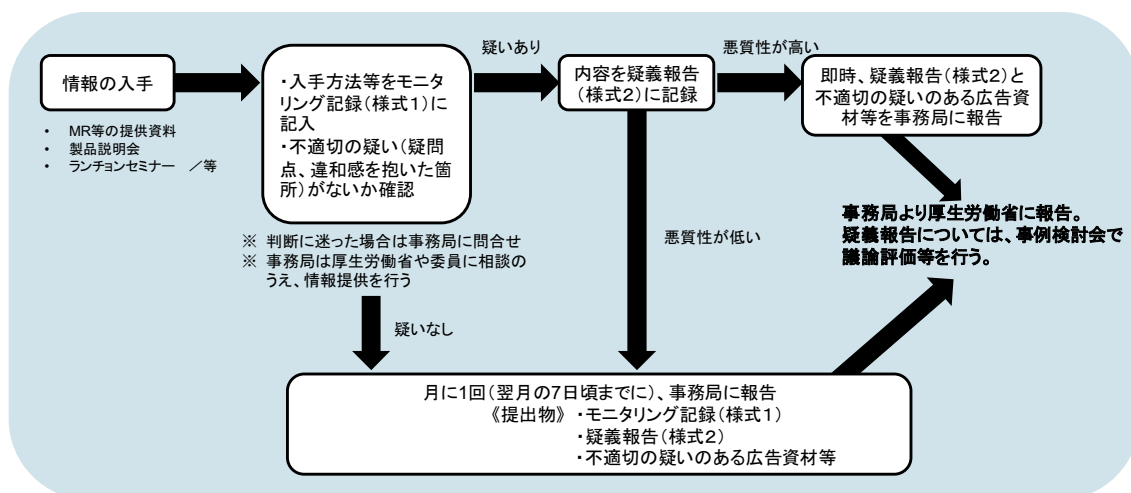 情報の入手
・ MR等の提供資料
・ 製品説明会
・ ランチョンセミナー ／等
・入手方法等をモニ
タリング記録(様式1)に
記入
・不適切の疑い(疑問
点、違和感を抱いた箇
所)がないか確認
※ 判断に迷った場合は事務局に問合せ
※ 事務局は厚生労働省や委員に相談の
うえ、情報提供を行う
疑いあり
疑いなし
内容を疑義報告
(様式2)に記録
悪質性が高い
悪質性が低い
即時、疑義報告(様式2)と
不適切の疑いのある広告資
材等を事務局に報告
事務局より厚生労働省に報告。
疑義報告については、事例検討会で
議論評価等を行う。
月に1回(翌月の7日頃までに)、事務局に報告
《提出物》・モニタリング記録(様式1)
・疑義報告(様式2)
・不適切の疑いのある広告資材等